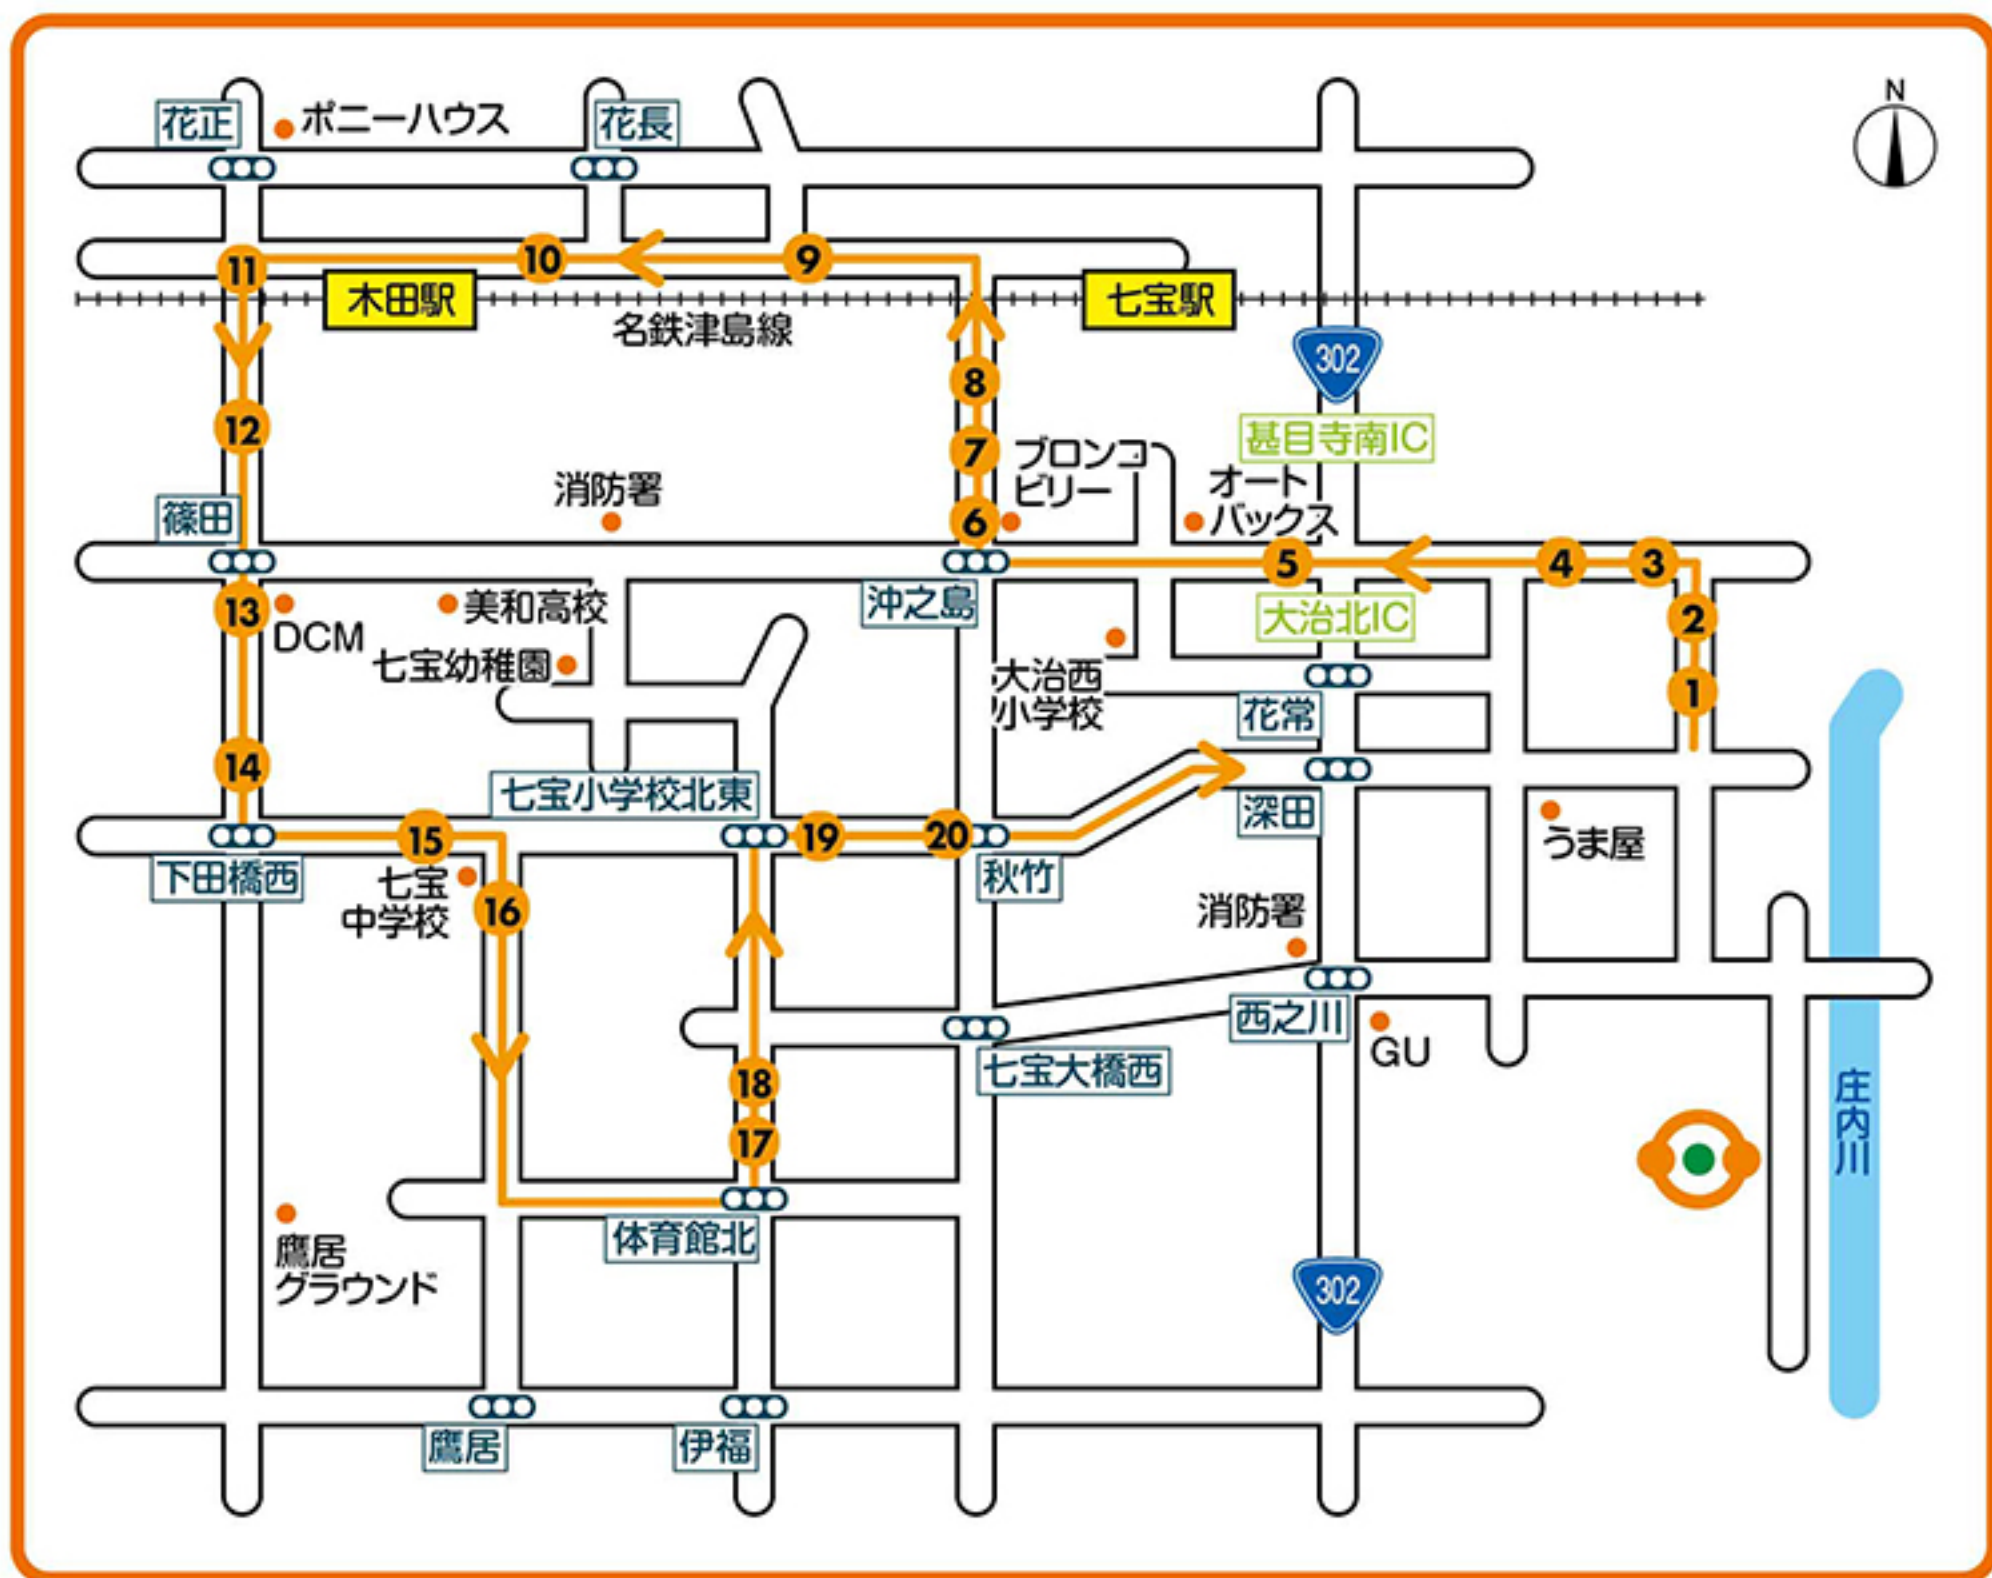 N
花正
ポニーハウス
花長
11
10
9
木田駅
七宝駅
名鉄津島線
302
8
12
7
ブロンコ
ビリー
甚目寺南IC
消防署
オート
バックス
篠田
6
5
4
3
13
DCM
美和高校
沖之島
大治北IC
2
七宝幼稚園
大治西
小学校
1
花常
14
七宝小学校北東
深田
うま屋
15
19
20
下田橋西
七宝
中学校
秋竹
16
消防署
西之川
GU
18
七宝大橋西
庄内川
17
体育館北
鷹居
グラウンド
302
鷹居
伊福